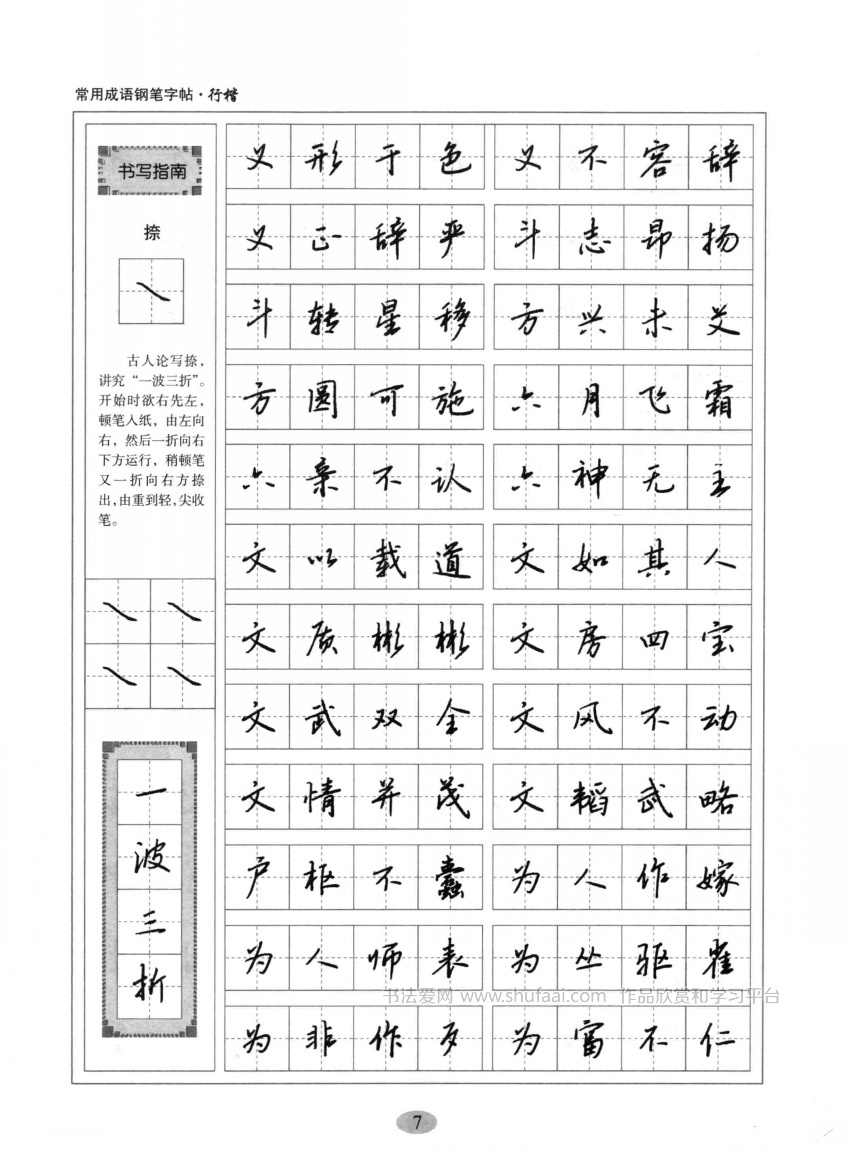 常用成语钢笔字帖·行楷
书写指南
捺
㇏
古人论写捺，
讲究“一波三折”。
开始时欲右先左，
顿笔入纸，由左向
右，然后一折向右
下方运行，稍顿笔
又一折向右方捺
出，由重到轻，尖收
笔。
㇏ ㇏
㇏ ㇏
一
波
三
折
义形于色 义不容辞
义正辞严 斗志昂扬
斗转星移 方兴未艾
方圆可施 六月飞霜
六亲不认 六神无主
文以载道 文如其人
文质彬彬 文房四宝
文武双全 文风不动
文情并茂 文韬武略
户枢不蠹 为人作嫁
为人师表 为丛驱雀
为非作歹 为富不仁
书法爱网 www.shufaai.com 作品欣赏和学习平台
7